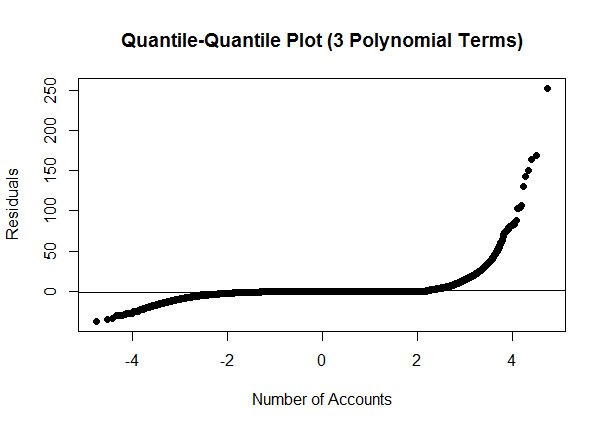 Quantile-Quantile Plot (3 Polynomial Terms)
Residuals
250
200
150
100
50
0
-4 -2 0 2 4
Number of Accounts